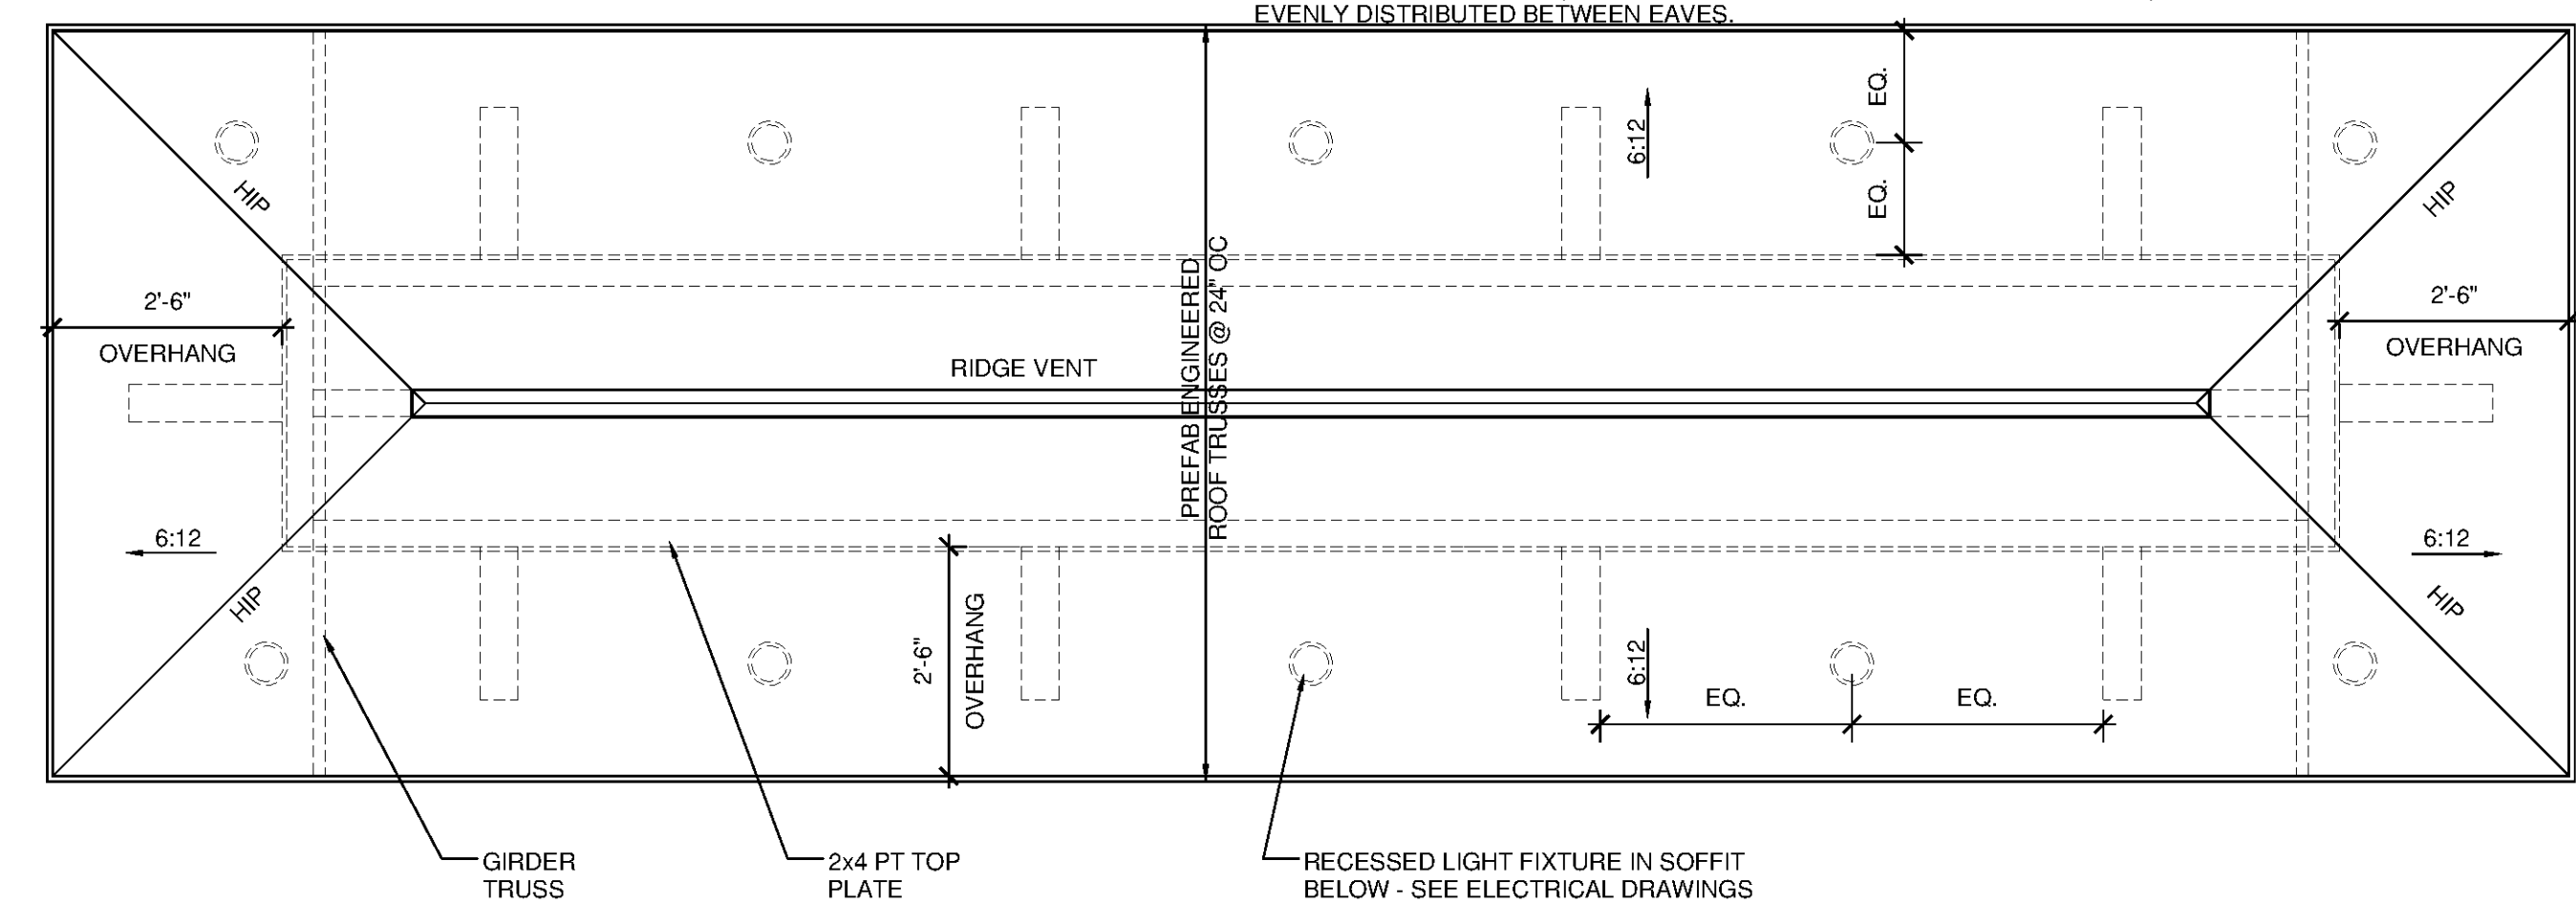 EVENLY DISTRIBUTED BETWEEN EAVES.
EQ.
6:12
HIP
HIP
EQ.
PREFAB ENGINEERED
ROOF TRUSSES @ 24" OC
2'-6"
OVERHANG
2'-6"
OVERHANG
RIDGE VENT
6:12
6:12
HIP
HIP
2'-6"
OVERHANG
6:12
EQ.
EQ.
GIRDER
TRUSS
2x4 PT TOP
PLATE
RECESSED LIGHT FIXTURE IN SOFFIT
BELOW - SEE ELECTRICAL DRAWINGS